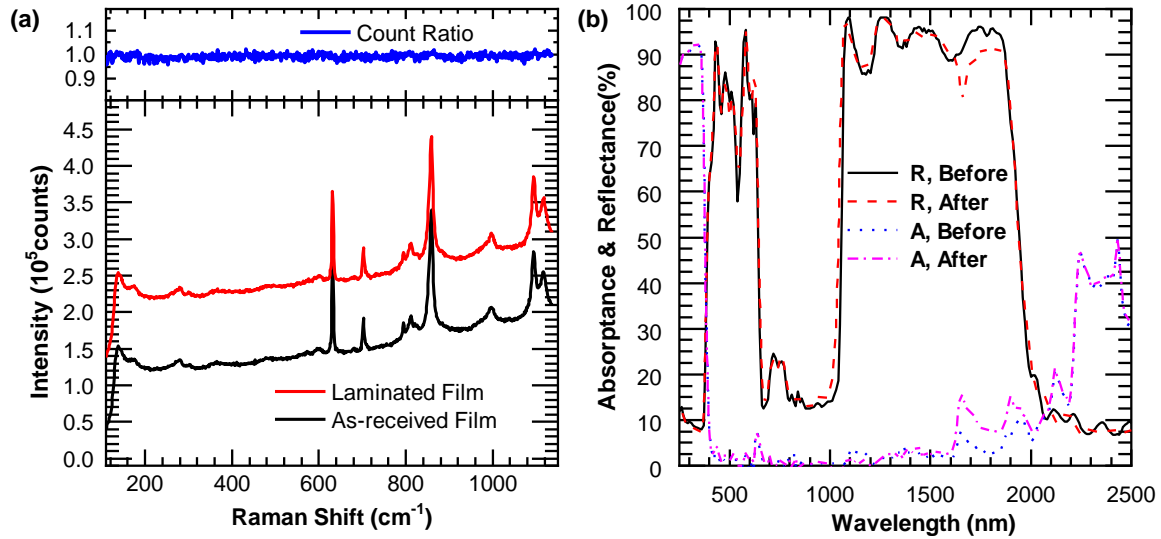 (a)
Count Ratio
1.1
1.0
0.9
4.5
4.0
3.5
3.0
2.5
2.0
1.5
1.0
0.5
0.0
Intensity (10⁵counts)
Laminated Film
As-received Film
200 400 600 800 1000
Raman Shift (cm⁻¹)
(b)
100
90
80
70
60
50
40
30
20
10
0
Absorptance & Reflectance(%)
R, Before
R, After
A, Before
A, After
500 1000 1500 2000 2500
Wavelength (nm)